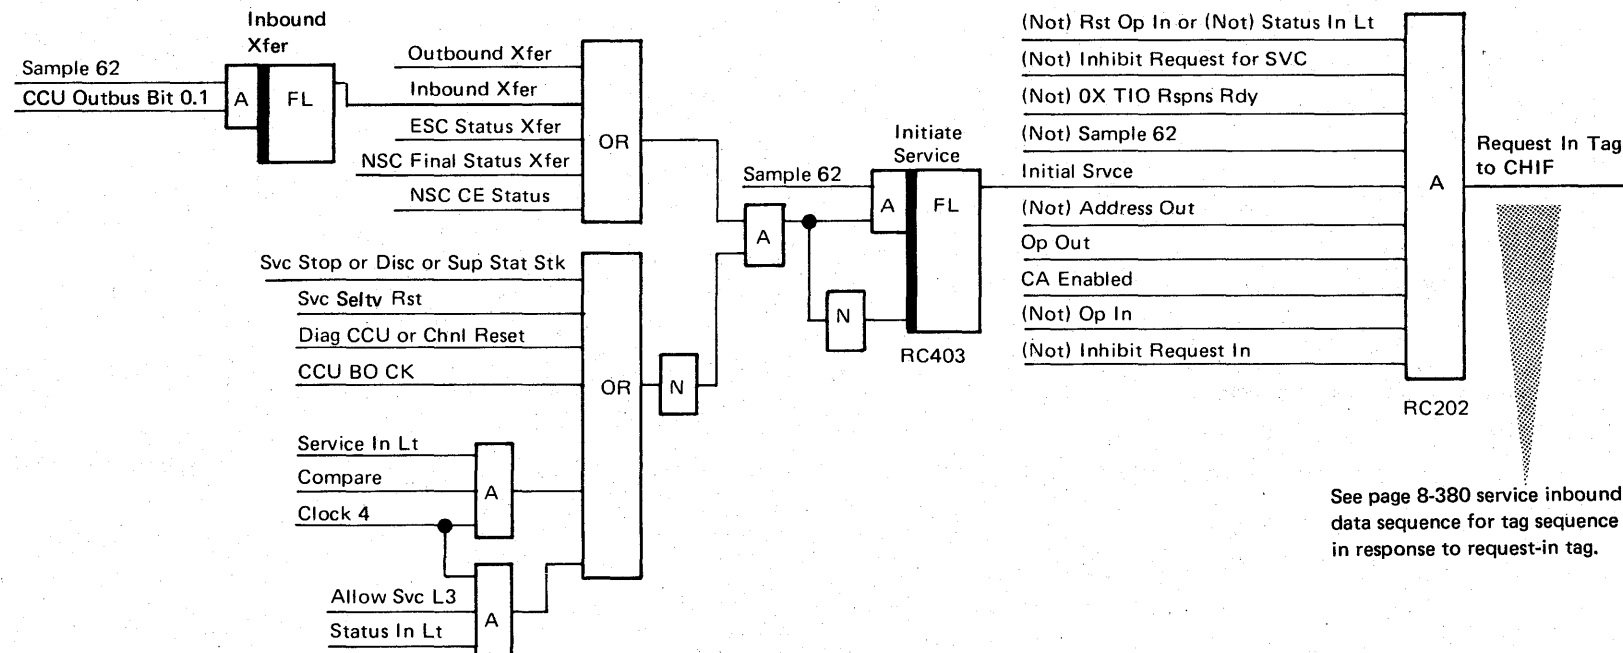 Inbound
Xfer
Sample 62
CCU Outbus Bit 0.1
A
FL
Outbound Xfer
Inbound Xfer
ESC Status Xfer
NSC Final Status Xfer
NSC CE Status
OR
Svc Stop or Disc or Sup Stat Stk
Svc Seltv Rst
Diag CCU or Chnl Reset
CCU BO CK
OR
N
Service In Lt
Compare
Clock 4
A
Allow Svc L3
Status In Lt
A
A
Initiate
Service
Sample 62
A
FL
N
RC403
(Not) Rst Op In or (Not) Status In Lt
(Not) Inhibit Request for SVC
(Not) 0X TIO Rspns Rdy
(Not) Sample 62
Initial Srvce
(Not) Address Out
Op Out
CA Enabled
(Not) Op In
(Not) Inhibit Request In
A
RC202
Request In Tag
to CHIF
See page 8-380 service inbound
data sequence for tag sequence
in response to request-in tag.